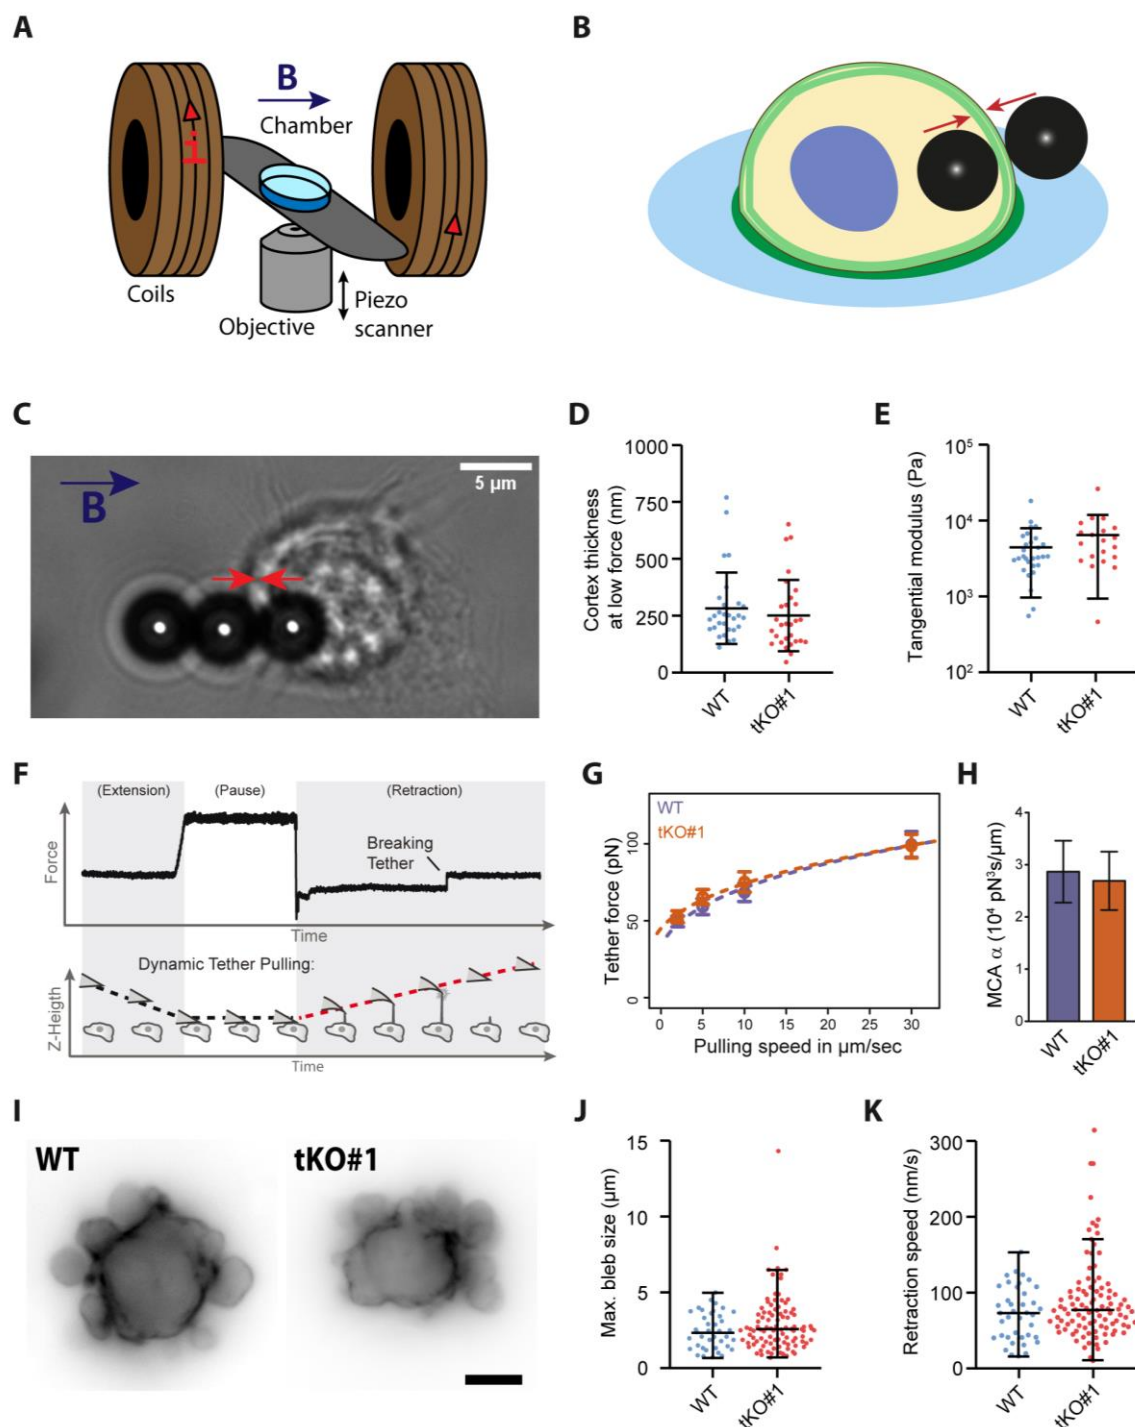 A
B
Chamber
i
Coils
Objective
Piezo
scanner
B
C
B
5 μm
D
Cortex thickness
at low force (nm)
1000
750
500
250
0
WT
tKO#1
E
Tangential modulus (Pa)
10⁵
10⁴
10³
10²
WT
tKO#1
F
(Extension)
(Pause)
(Retraction)
Force
Breaking
Tether
Time
Dynamic Tether Pulling:
Z-Heigth
Time
G
WT
tKO#1
Tether force (pN)
100
50
0
0 5 10 15 20 25 30
Pulling speed in μm/sec
H
MCA α (10⁴ pN³s/μm)
4
3
2
1
0
WT
tKO#1
I
WT
tKO#1
J
Max. bleb size (μm)
15
10
5
0
WT
tKO#1
K
Retraction speed (nm/s)
300
200
100
0
WT
tKO#1